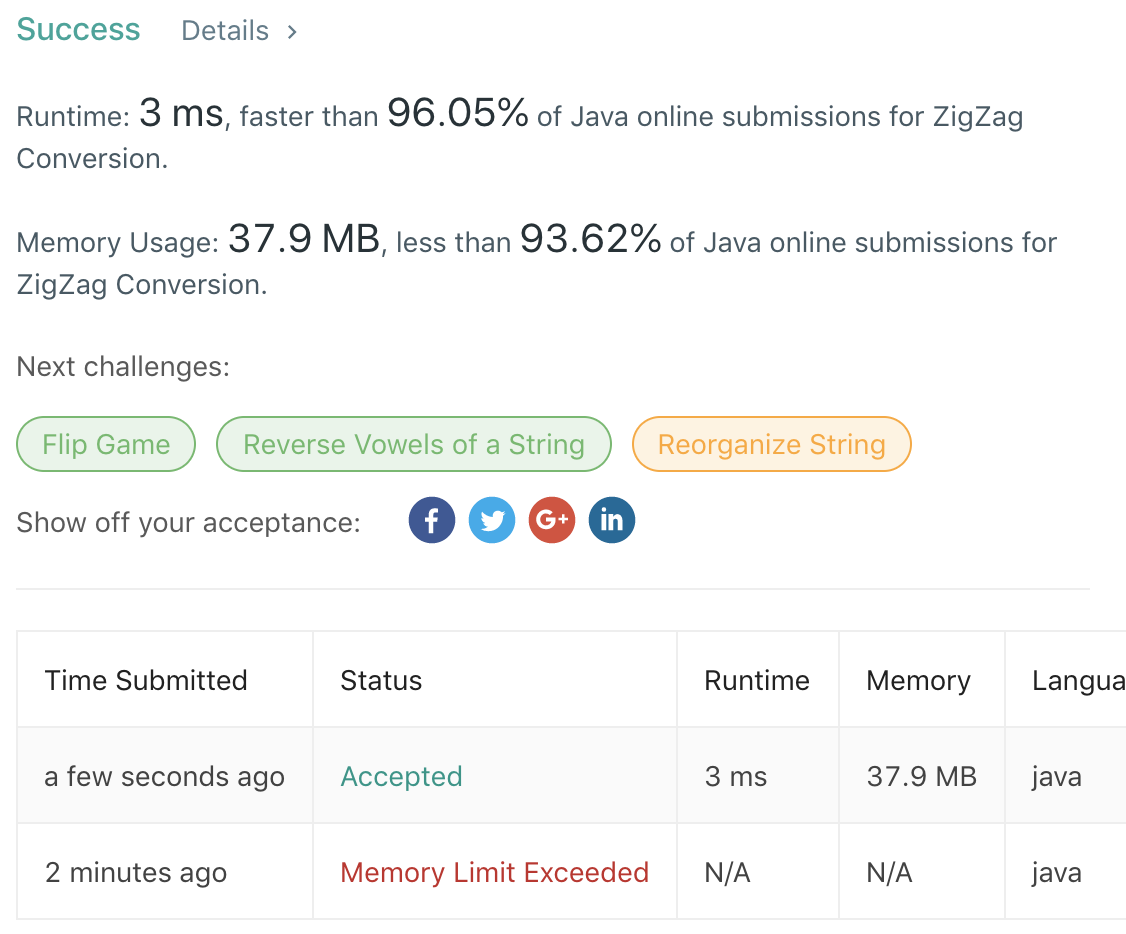 Success Details >
Runtime: 3 ms, faster than 96.05% of Java online submissions for ZigZag
Conversion.
Memory Usage: 37.9 MB, less than 93.62% of Java online submissions for
ZigZag Conversion.
Next challenges:
Flip Game Reverse Vowels of a String Reorganize String
Show off your acceptance: f G+ in
Time Submitted Status Runtime Memory Langua
a few seconds ago Accepted 3 ms 37.9 MB java
2 minutes ago Memory Limit Exceeded N/A N/A java